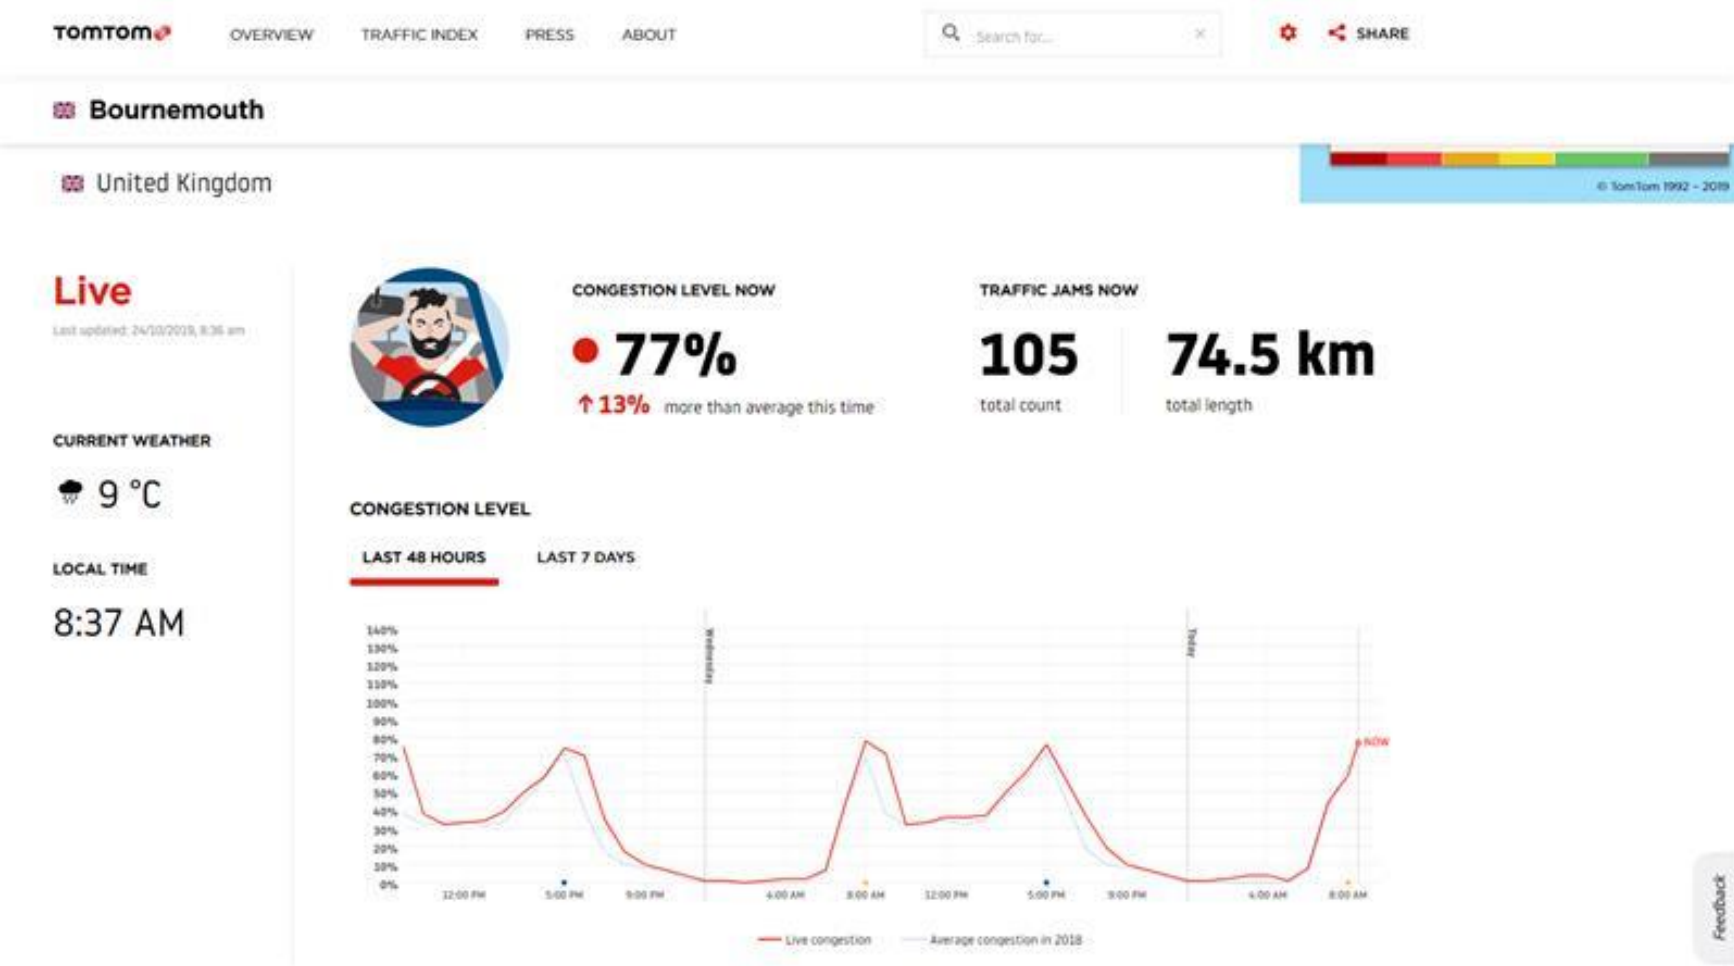 TOMTOM OVERVIEW TRAFFIC INDEX PRESS ABOUT Search for... × SHARE
Bournemouth
United Kingdom
© TomTom 1992 - 2019
Live
Last updated: 24/10/2019, 8:36 am
CONGESTION LEVEL NOW
77%
↑ 13% more than average this time
TRAFFIC JAMS NOW
105
total count
74.5 km
total length
CURRENT WEATHER
9 °C
LOCAL TIME
8:37 AM
CONGESTION LEVEL
LAST 48 HOURS LAST 7 DAYS
140%
130%
120%
110%
100%
90%
80%
70%
60%
50%
40%
30%
20%
10%
0%
Wednesday
Today
NOW
12:00 PM 5:00 PM 9:00 PM 4:00 AM 8:00 AM 12:00 PM 5:00 PM 9:00 PM 4:00 AM 8:00 AM
Live congestion Average congestion in 2018
Feedback